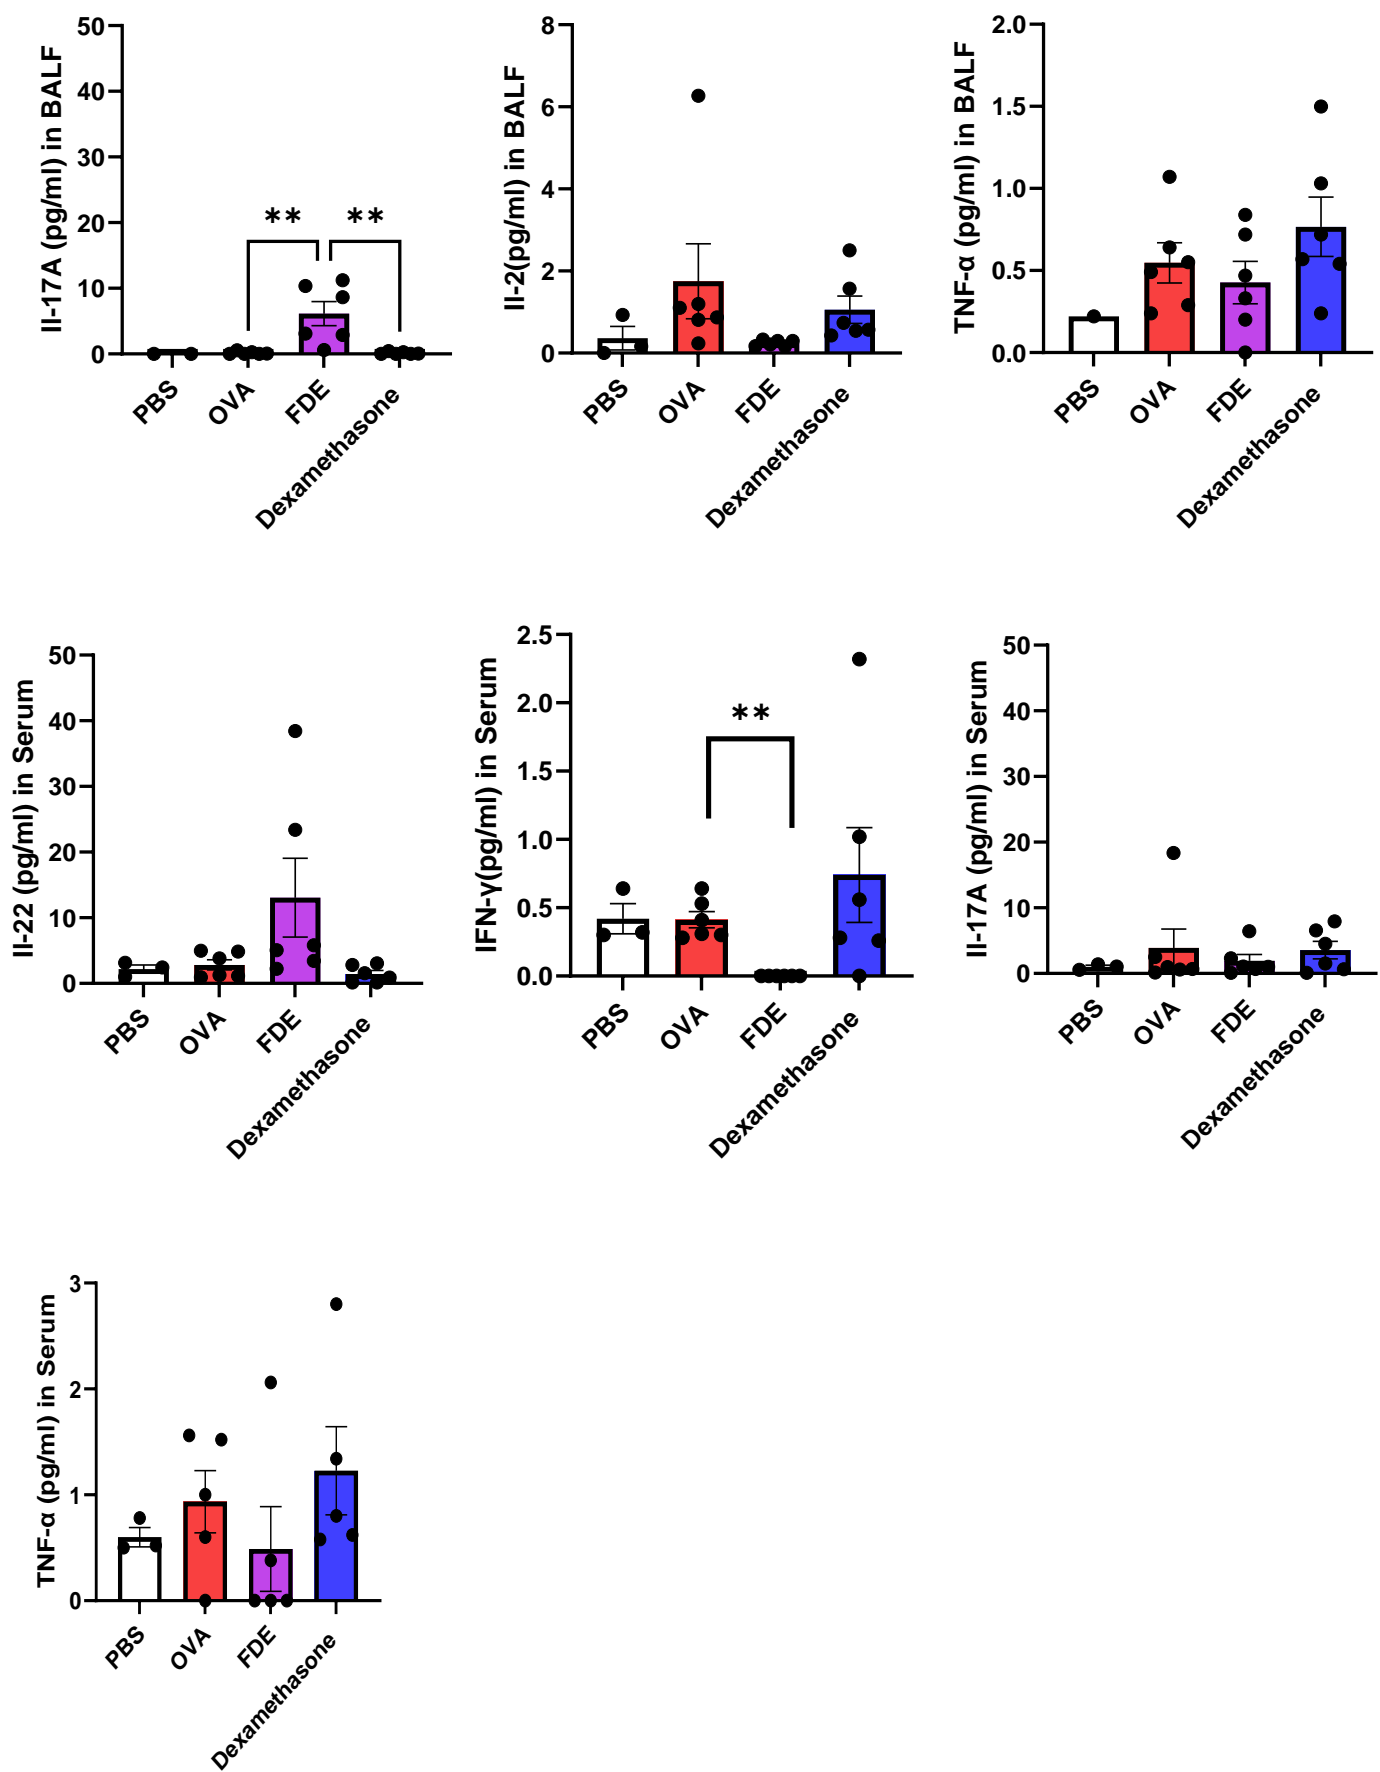 Il-17A (pg/ml) in BALF
50
40
30
20
10
0
** **
PBS
OVA
FDE
Dexamethasone
Il-2(pg/ml) in BALF
8
6
4
2
0
PBS
OVA
FDE
Dexamethasone
TNF-α (pg/ml) in BALF
2.0
1.5
1.0
0.5
0.0
PBS
OVA
FDE
Dexamethasone
Il-22 (pg/ml) in Serum
50
40
30
20
10
0
PBS
OVA
FDE
Dexamethasone
IFN-γ(pg/ml) in Serum
2.5
2.0
1.5
1.0
0.5
0.0
**
PBS
OVA
FDE
Dexamethasone
Il-17A (pg/ml) in Serum
50
40
30
20
10
0
PBS
OVA
FDE
Dexamethasone
TNF-α (pg/ml) in Serum
3
2
1
0
PBS
OVA
FDE
Dexamethasone